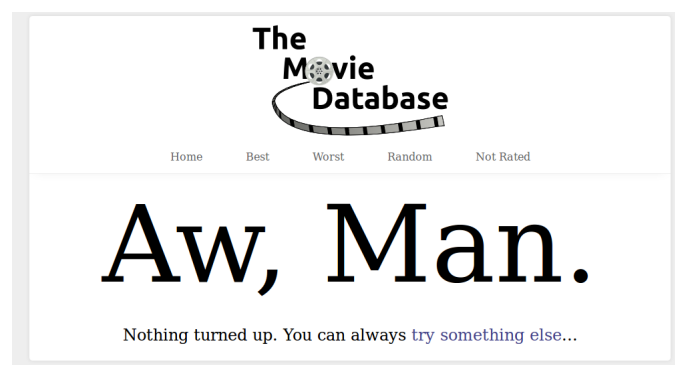 The
Movie
Database
Home Best Worst Random Not Rated
Aw, Man.
Nothing turned up. You can always try something else...